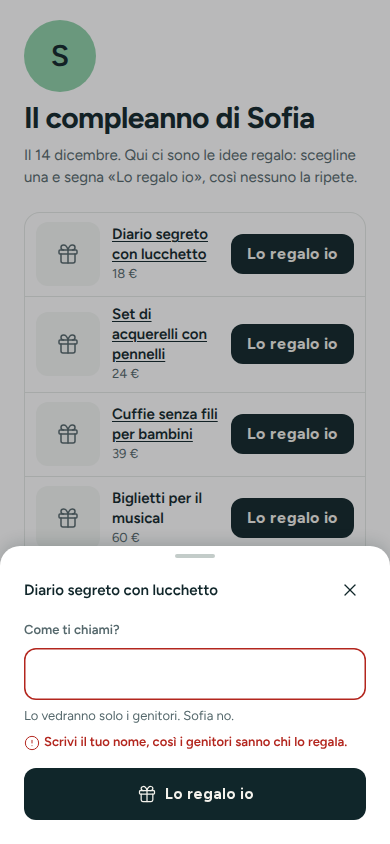 S
Il compleanno di Sofia
Il 14 dicembre. Qui ci sono le idee regalo: scegline
una e segna «Lo regalo io», così nessuno la ripete.
Diario segreto
con lucchetto
18 €
Lo regalo io
Set di
acquerelli con
pennelli
24 €
Lo regalo io
Cuffie senza fili
per bambini
39 €
Lo regalo io
Biglietti per il
musical
60 €
Lo regalo io
Diario segreto con lucchetto
Come ti chiami?
Lo vedranno solo i genitori. Sofia no.
Scrivi il tuo nome, così i genitori sanno chi lo regala.
Lo regalo io